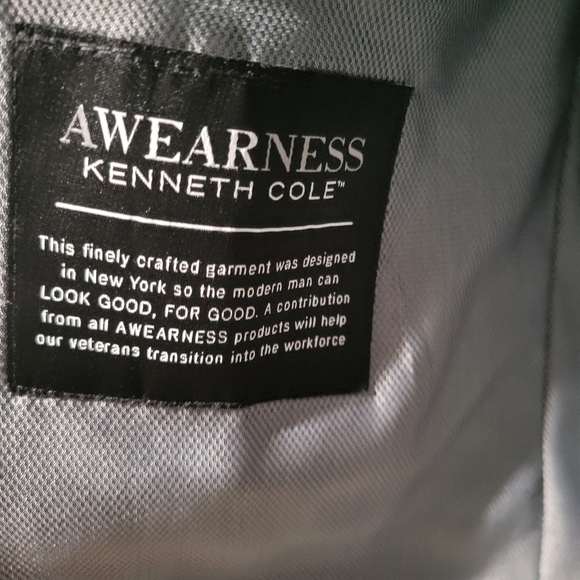 AWEARNESS
KENNETH COLE™
This finely crafted garment was designed
in New York so the modern man can
LOOK GOOD, FOR GOOD. A contribution
from all AWEARNESS products will help
our veterans transition into the workforce